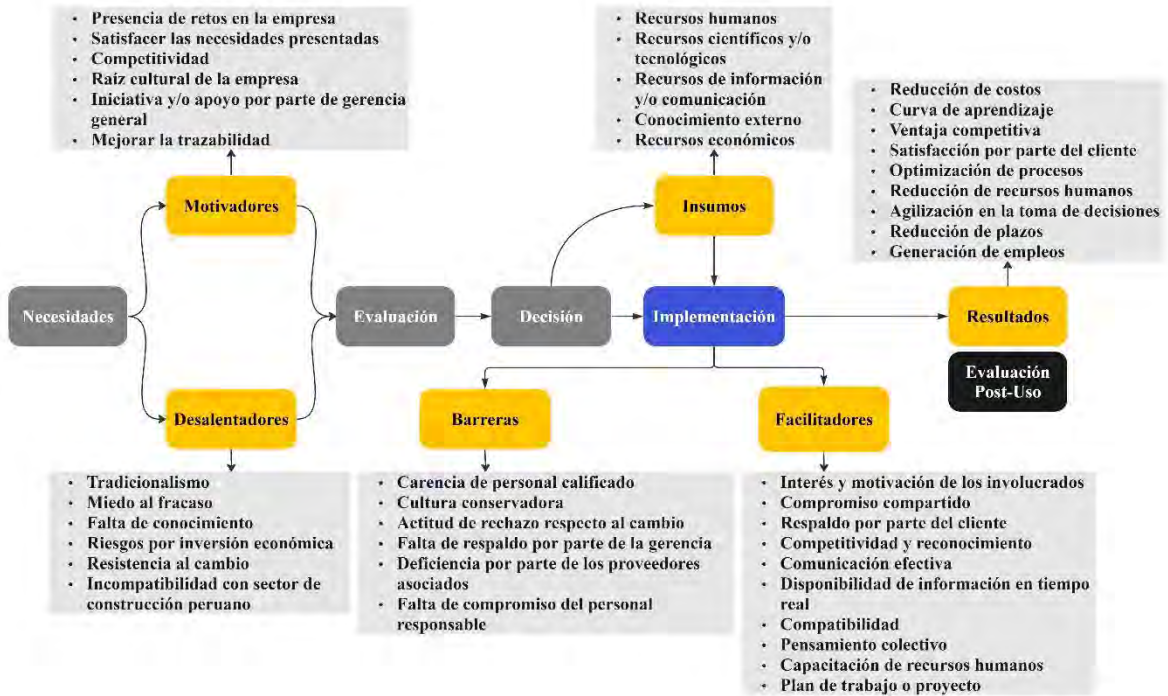 • Presencia de retos en la empresa
• Satisfacer las necesidades presentadas
• Competitividad
• Raíz cultural de la empresa
• Iniciativa y/o apoyo por parte de gerencia
general
• Mejorar la trazabilidad
• Recursos humanos
• Recursos científicos y/o
tecnológicos
• Recursos de información
y/o comunicación
• Conocimiento externo
• Recursos económicos
• Reducción de costos
• Curva de aprendizaje
• Ventaja competitiva
• Satisfacción por parte del cliente
• Optimización de procesos
• Reducción de recursos humanos
• Agilización en la toma de decisiones
• Reducción de plazos
• Generación de empleos
Motivadores
Insumos
Necesidades
Evaluación
Decisión
Implementación
Resultados
Evaluación
Post-Uso
Desalentadores
Barreras
Facilitadores
• Tradicionalismo
• Miedo al fracaso
• Falta de conocimiento
• Riesgos por inversión económica
• Resistencia al cambio
• Incompatibilidad con sector de
construcción peruano
• Carencia de personal calificado
• Cultura conservadora
• Actitud de rechazo respecto al cambio
• Falta de respaldo por parte de la gerencia
• Deficiencia por parte de los proveedores
asociados
• Falta de compromiso del personal
responsable
• Interés y motivación de los involucrados
• Compromiso compartido
• Respaldo por parte del cliente
• Competitividad y reconocimiento
• Comunicación efectiva
• Disponibilidad de información en tiempo
real
• Compatibilidad
• Pensamiento colectivo
• Capacitación de recursos humanos
• Plan de trabajo o proyecto